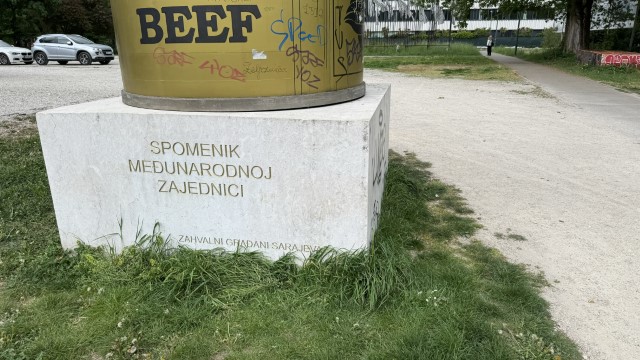 BEEF
SPOMENIK
MEĐUNARODNOJ
ZAJEDNICI
ZAHVALNI GRAĐANI SARAJEVA